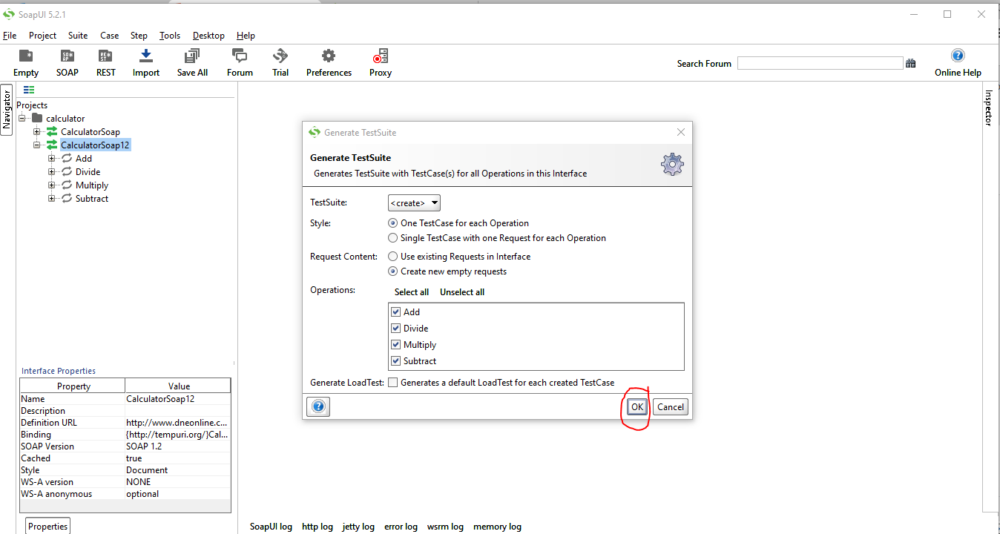 SoapUI 5.2.1
File Project Suite Case Step Tools Desktop Help
Empty SOAP REST Import Save All Forum Trial Preferences Proxy Search Forum Online Help
Navigator
Inspector
Projects
calculator
CalculatorSoap
CalculatorSoap12
Add
Divide
Multiply
Subtract
Generate TestSuite
Generate TestSuite
Generates TestSuite with TestCase(s) for all Operations in this Interface
TestSuite: <create>
Style: One TestCase for each Operation
Single TestCase with one Request for each Operation
Request Content: Use existing Requests in Interface
Create new empty requests
Operations: Select all Unselect all
Add
Divide
Multiply
Subtract
Generate LoadTest: Generates a default LoadTest for each created TestCase
OK Cancel
Interface Properties
Property Value
Name CalculatorSoap12
Description
Definition URL http://www.dneonline.c...
Binding {http://tempuri.org/}Cal...
SOAP Version SOAP 1.2
Cached true
Style Document
WS-A version NONE
WS-A anonymous optional
Properties
SoapUI log http log jetty log error log wsrm log memory log